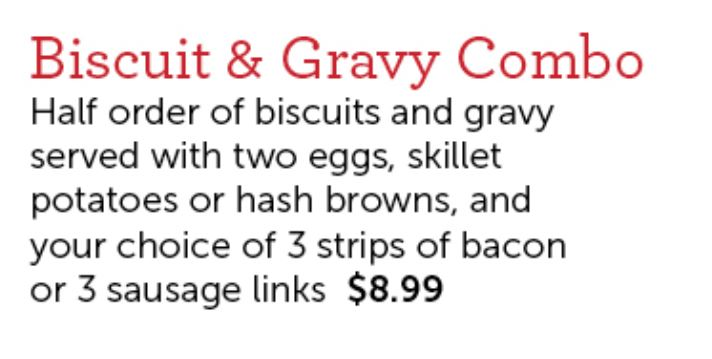 Biscuit & Gravy Combo
Half order of biscuits and gravy
served with two eggs, skillet
potatoes or hash browns, and
your choice of 3 strips of bacon
or 3 sausage links $8.99